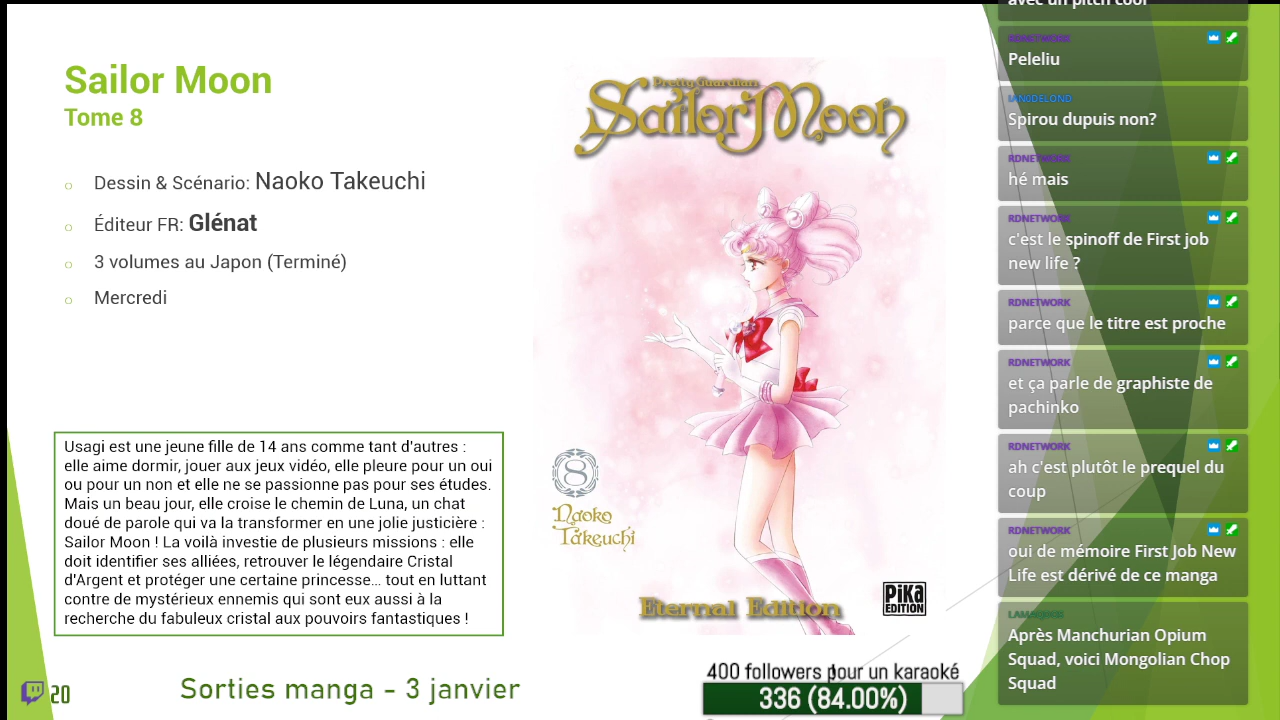 Sailor Moon
Tome 8
Dessin & Scénario: Naoko Takeuchi
Éditeur FR: Glénat
3 volumes au Japon (Terminé)
Mercredi
Usagi est une jeune fille de 14 ans comme tant d'autres :
elle aime dormir, jouer aux jeux vidéo, elle pleure pour un oui
ou pour un non et elle ne se passionne pas pour ses études.
Mais un beau jour, elle croise le chemin de Luna, un chat
doué de parole qui va la transformer en une jolie justicière :
Sailor Moon ! La voilà investie de plusieurs missions : elle
doit identifier ses alliées, retrouver le légendaire Cristal
d'Argent et protéger une certaine princesse... tout en luttant
contre de mystérieux ennemis qui sont eux aussi à la
recherche du fabuleux cristal aux pouvoirs fantastiques !
Pretty Guardian
Sailor Moon
8
Naoko
Takeuchi
Eternal Edition
Pika
EDITION
20
Sorties manga - 3 janvier
400 followers pour un karaoké
336 (84.00%)
avec un pitch cool
RDNETWORK
Peleliu
IANODELOND
Spirou dupuis non?
RDNETWORK
hé mais
RDNETWORK
c'est le spinoff de First job
new life ?
RDNETWORK
parce que le titre est proche
RDNETWORK
et ça parle de graphiste de
pachinko
RDNETWORK
ah c'est plutôt le prequel du
coup
RDNETWORK
oui de mémoire First Job New
Life est dérivé de ce manga
Après Manchurian Opium
Squad, voici Mongolian Chop
Squad